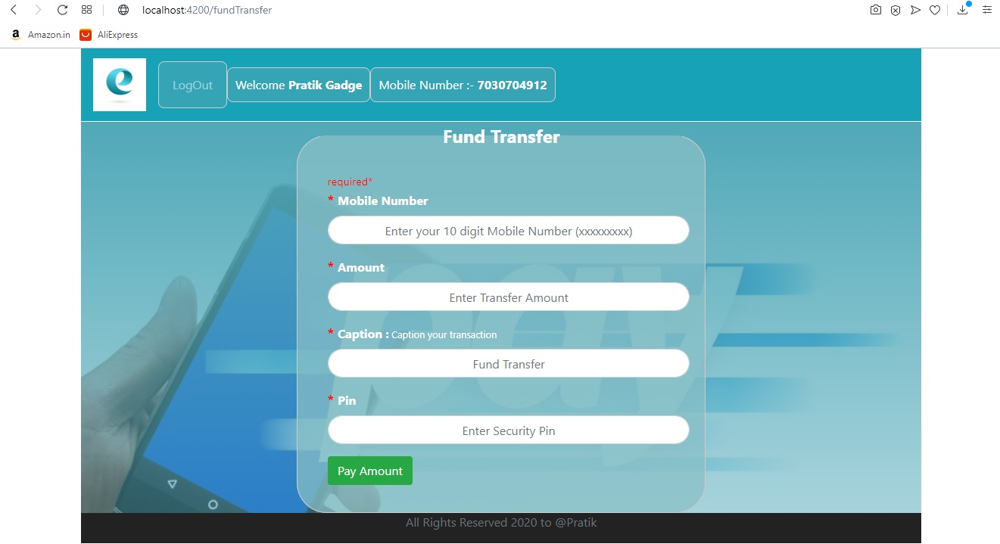 localhost:4200/fundTransfer
a Amazon.in AliExpress
e LogOut Welcome Pratik Gadge Mobile Number :- 7030704912
Fund Transfer
required*
* Mobile Number
Enter your 10 digit Mobile Number (xxxxxxxxx)
* Amount
Enter Transfer Amount
* Caption : Caption your transaction
Fund Transfer
* Pin
Enter Security Pin
Pay Amount
pay
All Rights Reserved 2020 to @Pratik